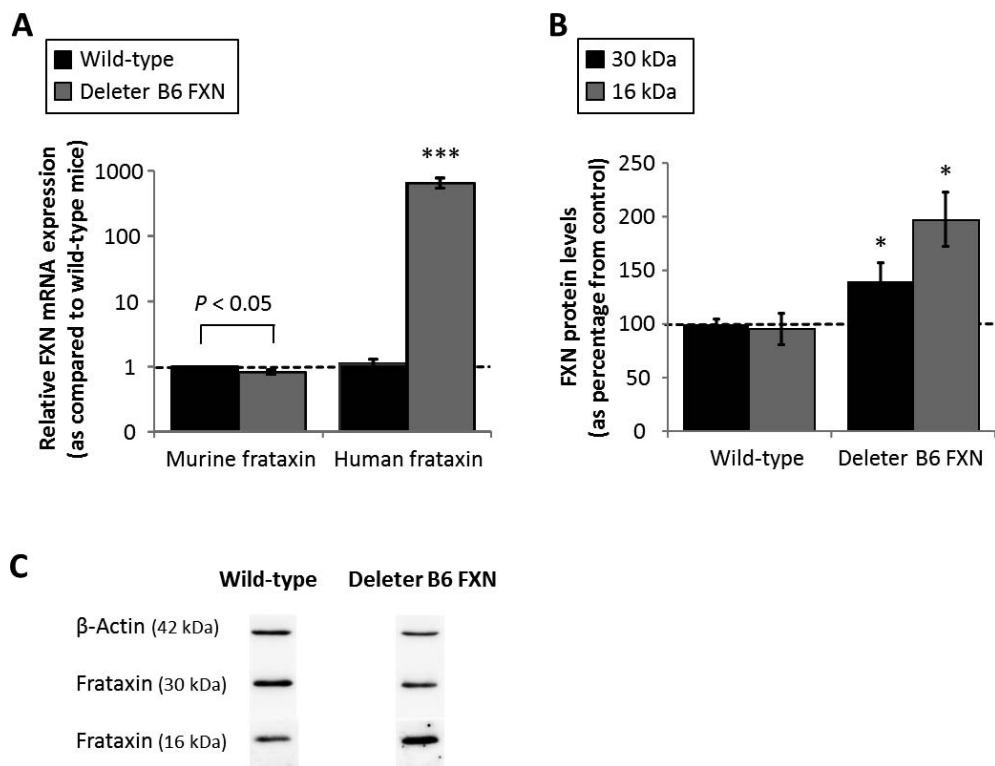 A
Wild-type
Deleter B6 FXN
Relative FXN mRNA expression
(as compared to wild-type mice)
1000
100
10
1
0
***
P < 0.05
Murine frataxin
Human frataxin
B
30 kDa
16 kDa
FXN protein levels
(as percentage from control)
250
200
150
100
50
0
*
*
Wild-type
Deleter B6 FXN
C
Wild-type
Deleter B6 FXN
β-Actin (42 kDa)
Frataxin (30 kDa)
Frataxin (16 kDa)